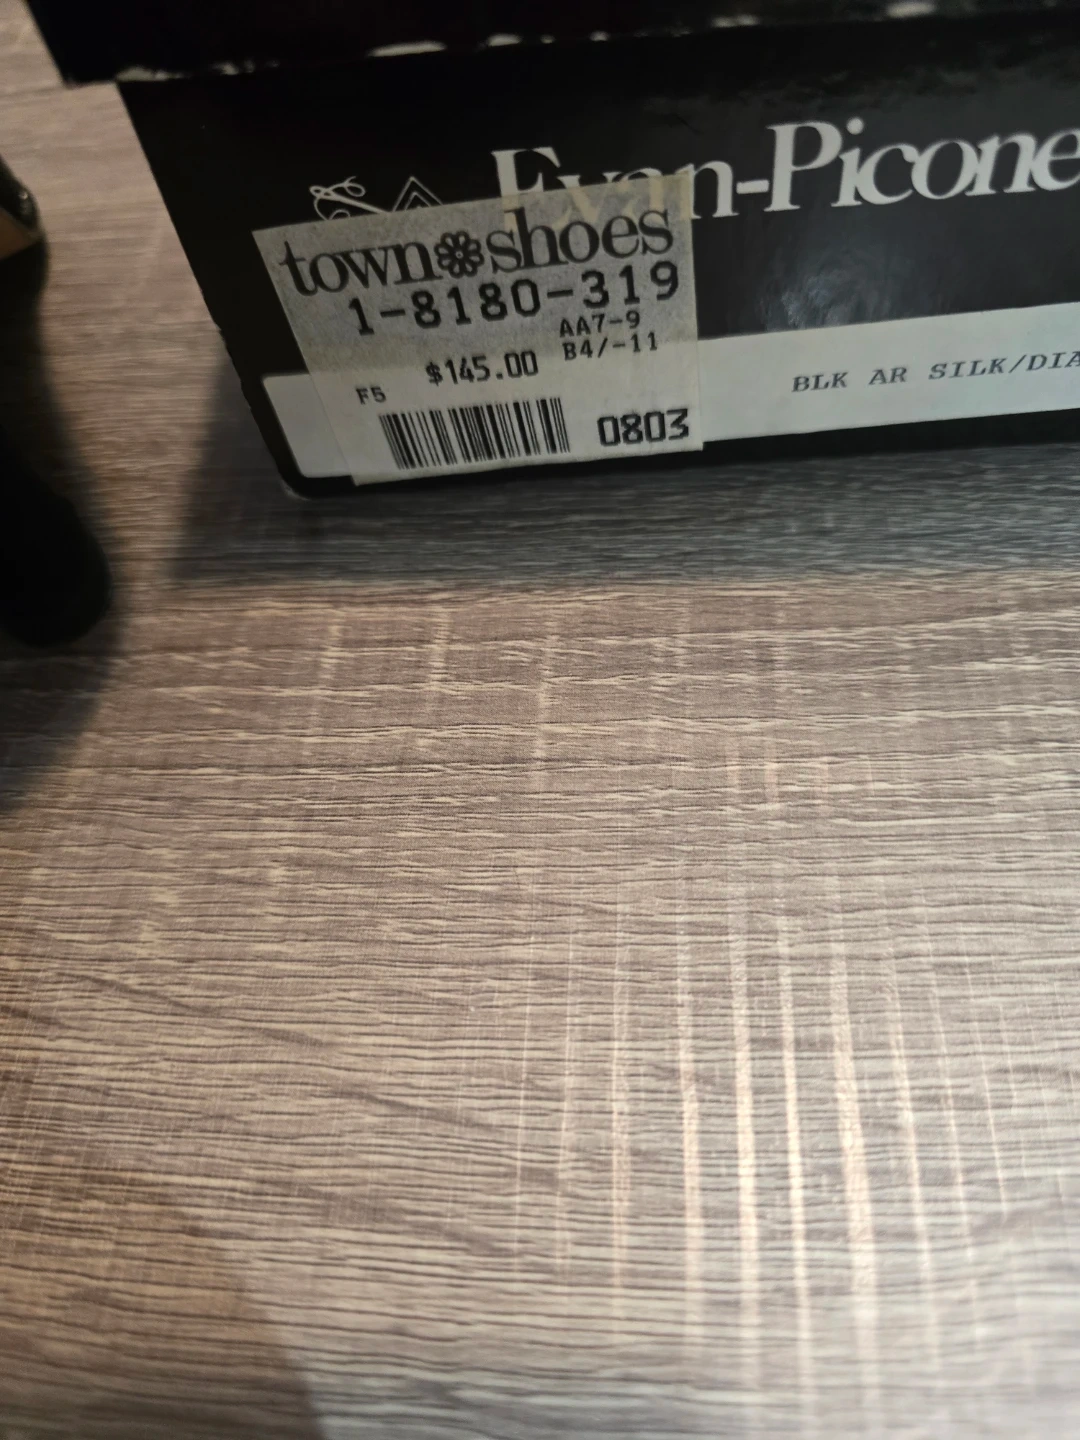 Evan-Picone
town shoes
1-8180-319
AA7-9
$145.00 B4/-11
F5
0803
BLK AR SILK/DIA